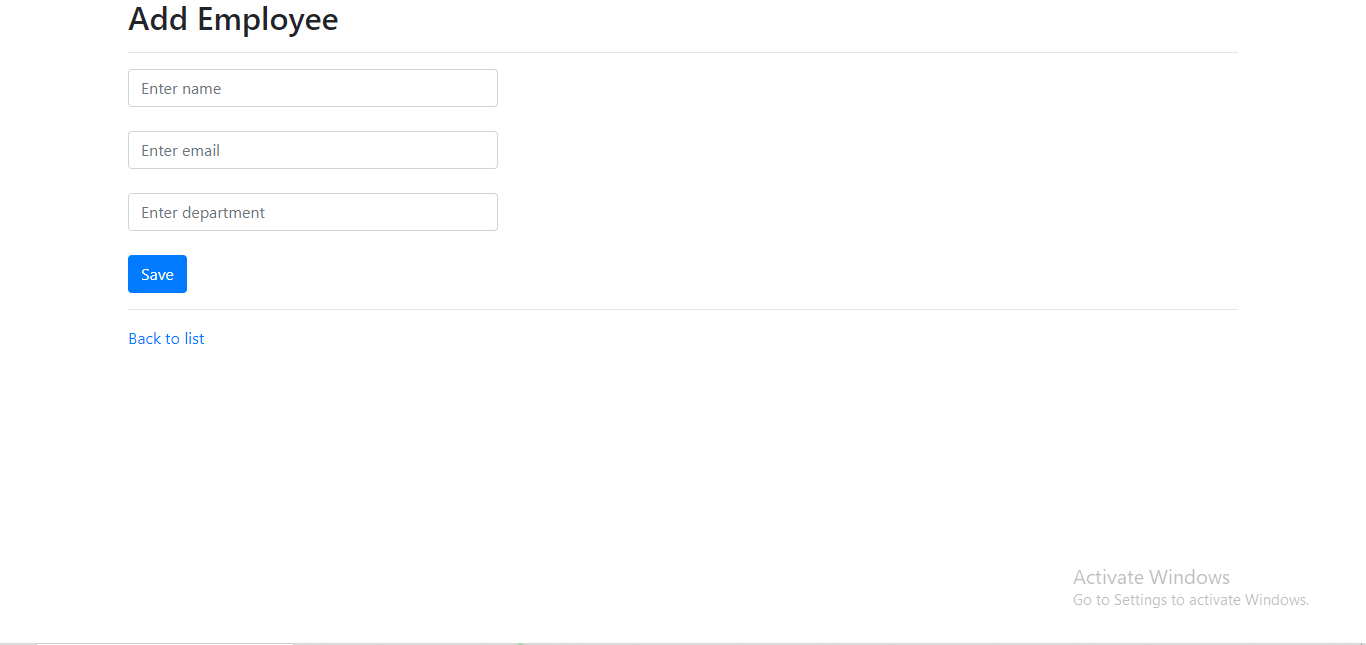 Add Employee
Enter name
Enter email
Enter department
Save
Back to list
Activate Windows
Go to Settings to activate Windows.